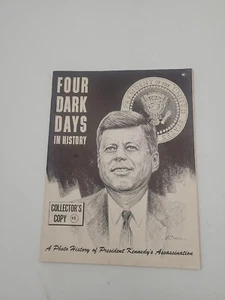 FOUR
DARK
DAYS
IN HISTORY
COLLECTOR'S
COPY
A Photo History of President Kennedy's Assassination